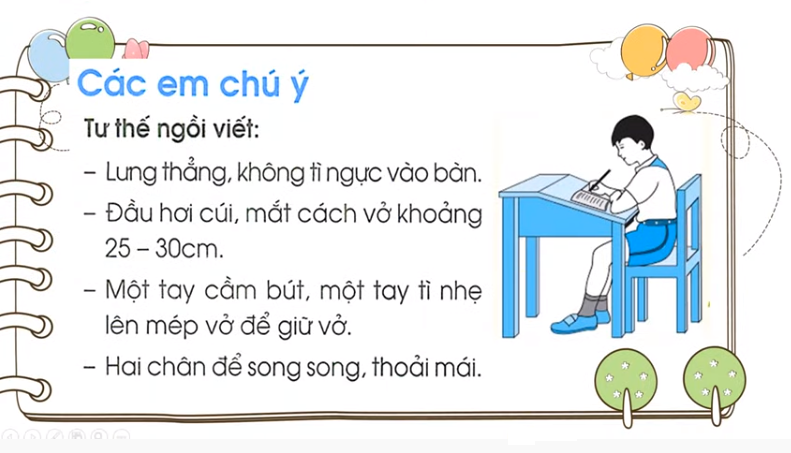 Các em chú ý
Tư thế ngồi viết:
– Lưng thẳng, không tì ngực vào bàn.
– Đầu hơi cúi, mắt cách vở khoảng
25 – 30cm.
– Một tay cầm bút, một tay tì nhẹ
lên mép vở để giữ vở.
– Hai chân để song song, thoải mái.